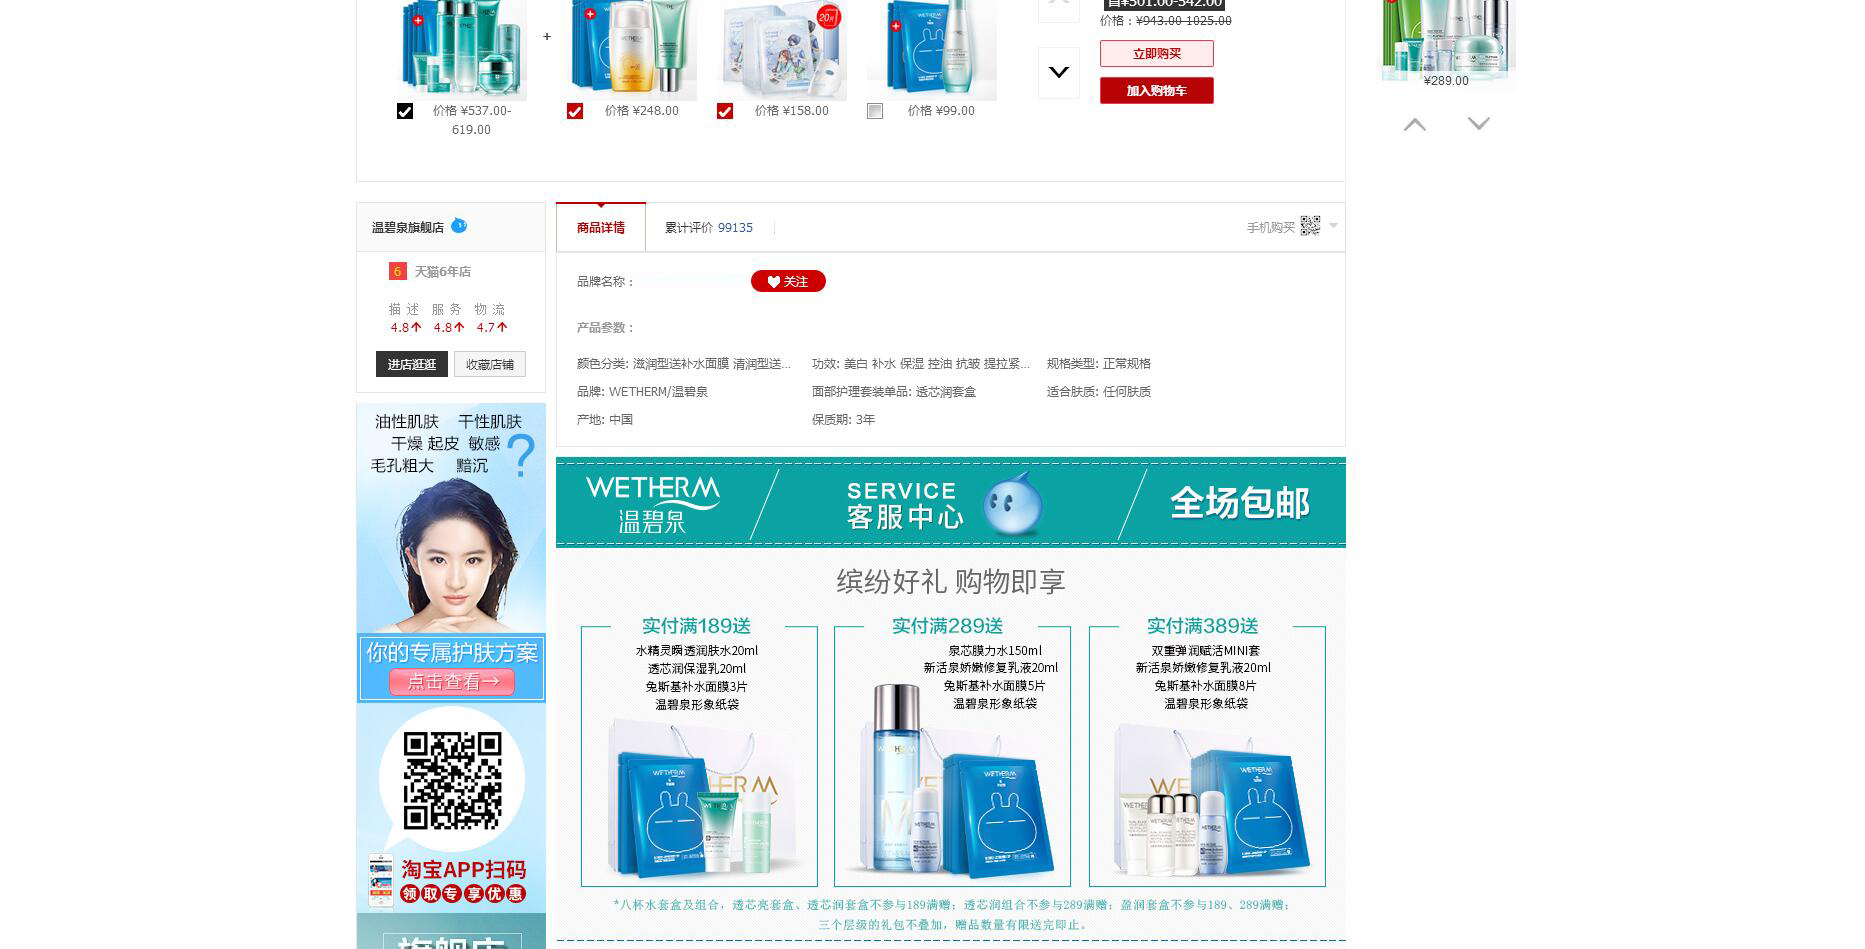 省¥501.00-542.00
价格：¥943.00-1025.00
立即购买
加入购物车
20片
+
价格 ¥537.00-
619.00
价格 ¥248.00
价格 ¥158.00
价格 ¥99.00
¥289.00
温碧泉旗舰店
6 天猫6年店
描 述 服 务 物 流
4.8 4.8 4.7
进店逛逛
收藏店铺
商品详情
累计评价 99135
手机购买
品牌名称：
关注
产品参数：
颜色分类: 滋润型送补水面膜 清润型送...
功效: 美白 补水 保湿 控油 抗皱 提拉紧...
规格类型: 正常规格
品牌: WETHERM/温碧泉
面部护理套装单品: 透芯润套盒
适合肤质: 任何肤质
产地: 中国
保质期: 3年
油性肌肤 干性肌肤
干燥 起皮 敏感
毛孔粗大 黯沉
?
你的专属护肤方案
点击查看→
淘宝APP扫码
领取专享优惠
旗舰店
WETHERM
温碧泉
SERVICE
客服中心
全场包邮
缤纷好礼 购物即享
实付满189送
水精灵瞬透润肤水20ml
透芯润保湿乳20ml
兔斯基补水面膜3片
温碧泉形象纸袋
实付满289送
泉芯膜力水150ml
新活泉娇嫩修复乳液20ml
兔斯基补水面膜5片
温碧泉形象纸袋
实付满389送
双重弹润赋活MINI套
新活泉娇嫩修复乳液20ml
兔斯基补水面膜8片
温碧泉形象纸袋
*八杯水套盒及组合，透芯亮套盒、透芯润套盒不参与189满赠；透芯润组合不参与289满赠；盈润套盒不参与189、289满赠；
三个层级的礼包不叠加，赠品数量有限送完即止。